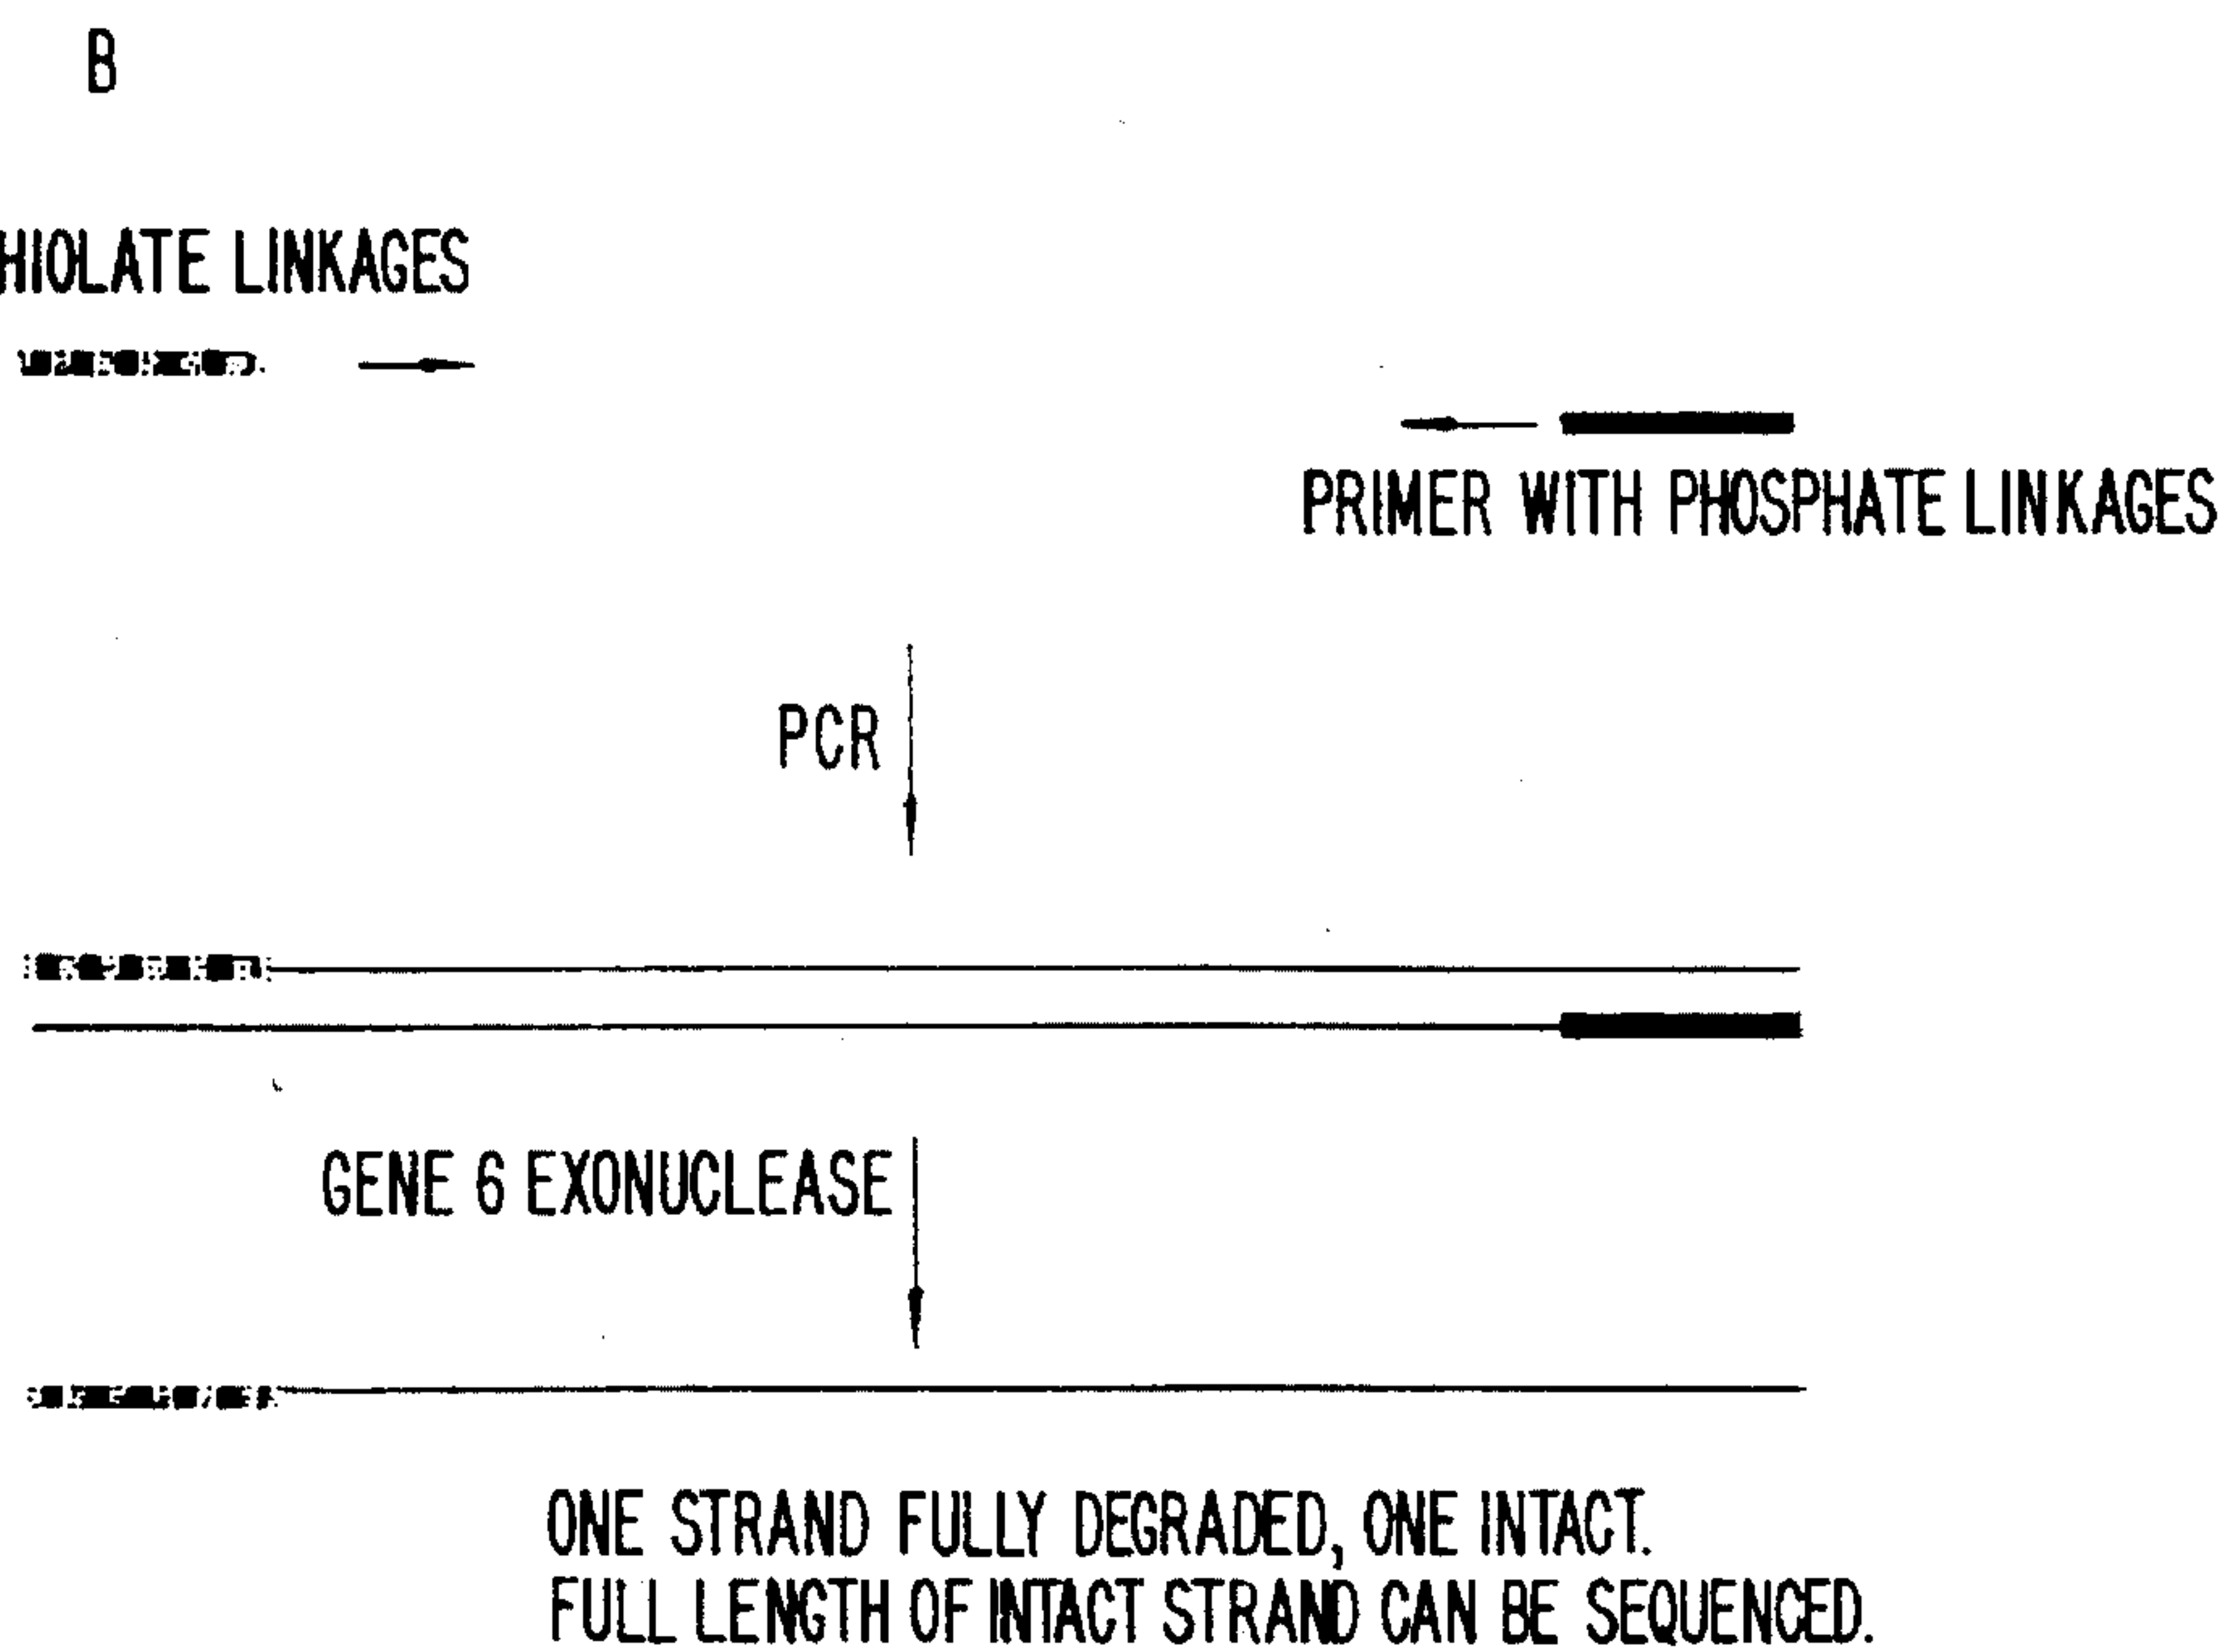 B
HIOLATE LINKAGES
PRIMER WITH PHOSPHATE LINKAGES
PCR
GENE 6 EXONUCLEASE
ONE STRAND FULLY DEGRADED, ONE INTACT.
FULL LENGTH OF INTACT STRAND CAN BE SEQUENCED.